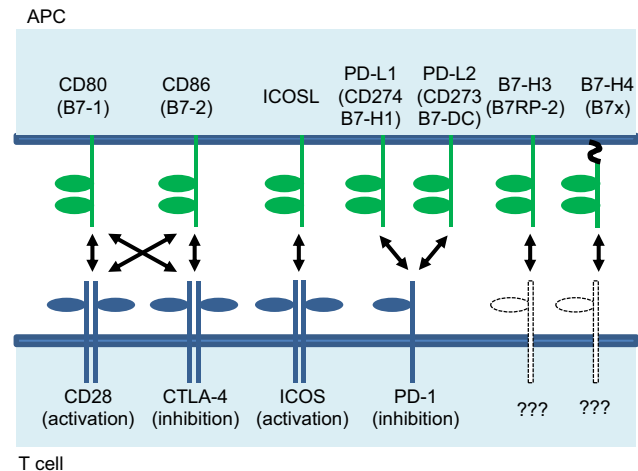 APC
CD80
(B7-1)
CD86
(B7-2)
ICOSL
PD-L1
(CD274
B7-H1)
PD-L2
(CD273
B7-DC)
B7-H3
(B7RP-2)
B7-H4
(B7x)
CD28
(activation)
CTLA-4
(inhibition)
ICOS
(activation)
PD-1
(inhibition)
???
???
T cell